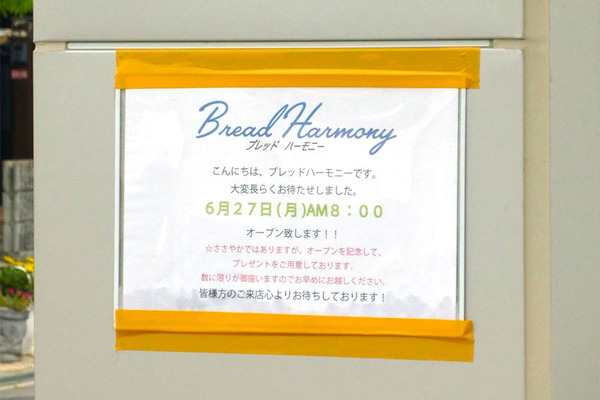 Bread Harmony
ブレッド ハーモニー
こんにちは、ブレッドハーモニーです。
大変長らくお待たせしました。
6月27日(月)AM8:00
オープン致します!!
☆ささやかではありますが、オープンを記念して、
プレゼントをご用意しております。
数に限りが御座いますのでお早めにお越しください。
皆様方のご来店心よりお待ちしております!